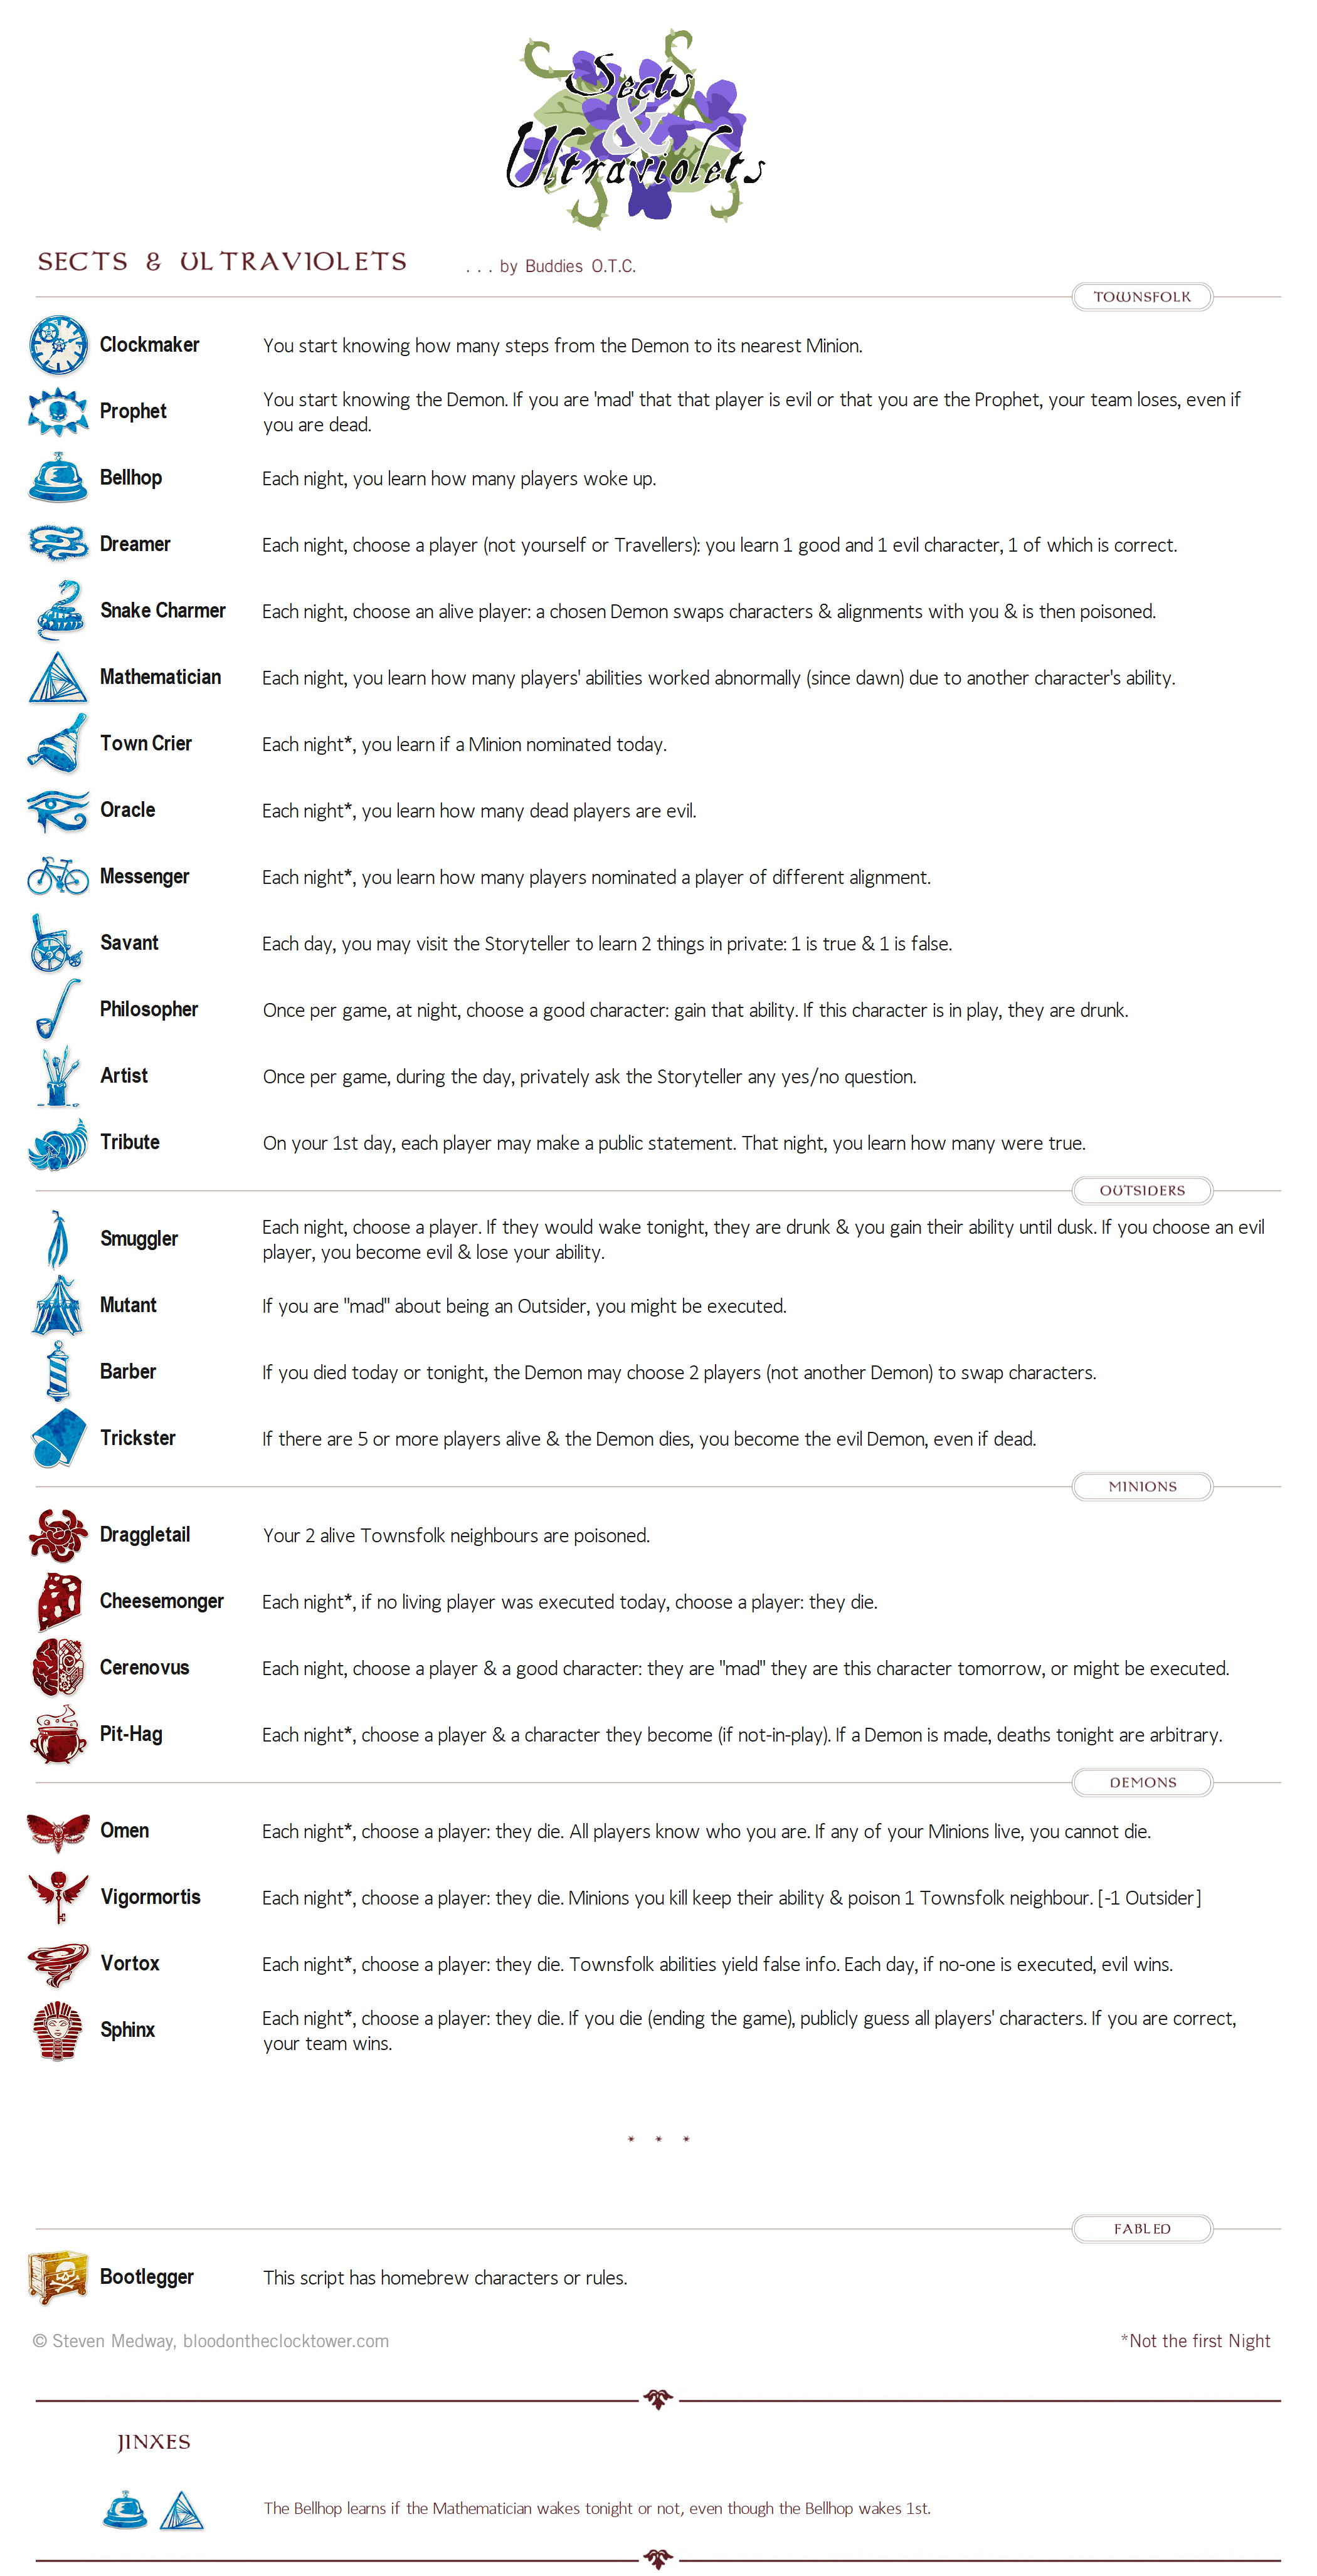 Sects
&
Ultraviolets
SECTS & ULTRAVIOLETS . . . by Buddies O.T.C.
TOWNSFOLK
Clockmaker You start knowing how many steps from the Demon to its nearest Minion.
Prophet You start knowing the Demon. If you are 'mad' that that player is evil or that you are the Prophet, your team loses, even if
you are dead.
Bellhop Each night, you learn how many players woke up.
Dreamer Each night, choose a player (not yourself or Travellers): you learn 1 good and 1 evil character, 1 of which is correct.
Snake Charmer Each night, choose an alive player: a chosen Demon swaps characters & alignments with you & is then poisoned.
Mathematician Each night, you learn how many players' abilities worked abnormally (since dawn) due to another character's ability.
Town Crier Each night*, you learn if a Minion nominated today.
Oracle Each night*, you learn how many dead players are evil.
Messenger Each night*, you learn how many players nominated a player of different alignment.
Savant Each day, you may visit the Storyteller to learn 2 things in private: 1 is true & 1 is false.
Philosopher Once per game, at night, choose a good character: gain that ability. If this character is in play, they are drunk.
Artist Once per game, during the day, privately ask the Storyteller any yes/no question.
Tribute On your 1st day, each player may make a public statement. That night, you learn how many were true.
OUTSIDERS
Smuggler Each night, choose a player. If they would wake tonight, they are drunk & you gain their ability until dusk. If you choose an evil
player, you become evil & lose your ability.
Mutant If you are "mad" about being an Outsider, you might be executed.
Barber If you died today or tonight, the Demon may choose 2 players (not another Demon) to swap characters.
Trickster If there are 5 or more players alive & the Demon dies, you become the evil Demon, even if dead.
MINIONS
Draggletail Your 2 alive Townsfolk neighbours are poisoned.
Cheesemonger Each night*, if no living player was executed today, choose a player: they die.
Cerenovus Each night, choose a player & a good character: they are "mad" they are this character tomorrow, or might be executed.
Pit-Hag Each night*, choose a player & a character they become (if not-in-play). If a Demon is made, deaths tonight are arbitrary.
DEMONS
Omen Each night*, choose a player: they die. All players know who you are. If any of your Minions live, you cannot die.
Vigormortis Each night*, choose a player: they die. Minions you kill keep their ability & poison 1 Townsfolk neighbour. [-1 Outsider]
Vortox Each night*, choose a player: they die. Townsfolk abilities yield false info. Each day, if no-one is executed, evil wins.
Sphinx Each night*, choose a player: they die. If you die (ending the game), publicly guess all players' characters. If you are correct,
your team wins.
* * *
FABLED
Bootlegger This script has homebrew characters or rules.
© Steven Medway, bloodontheclocktower.com *Not the first Night
JINXES
The Bellhop learns if the Mathematician wakes tonight or not, even though the Bellhop wakes 1st.